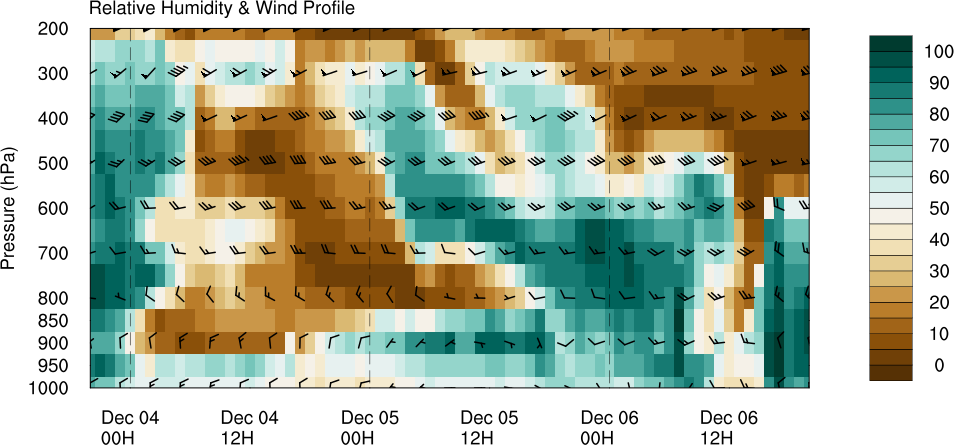 Relative Humidity & Wind Profile
Pressure (hPa)
200
300
400
500
600
700
800
850
900
950
1000
Dec 04
00H
Dec 04
12H
Dec 05
00H
Dec 05
12H
Dec 06
00H
Dec 06
12H
100
90
80
70
60
50
40
30
20
10
0